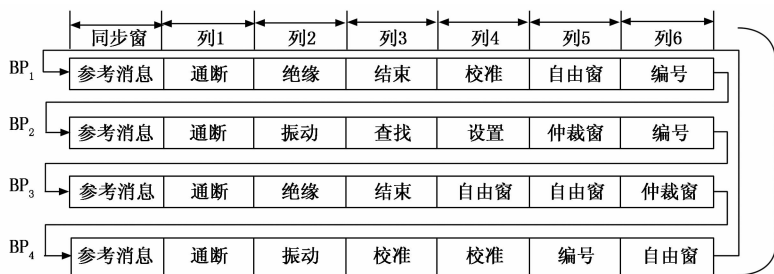 同步窗 列1 列2 列3 列4 列5 列6
BP1 参考消息 通断 绝缘 结束 校准 自由窗 编号
BP2 参考消息 通断 振动 查找 设置 仲裁窗 编号
BP3 参考消息 通断 绝缘 结束 自由窗 自由窗 仲裁窗
BP4 参考消息 通断 振动 校准 校准 编号 自由窗